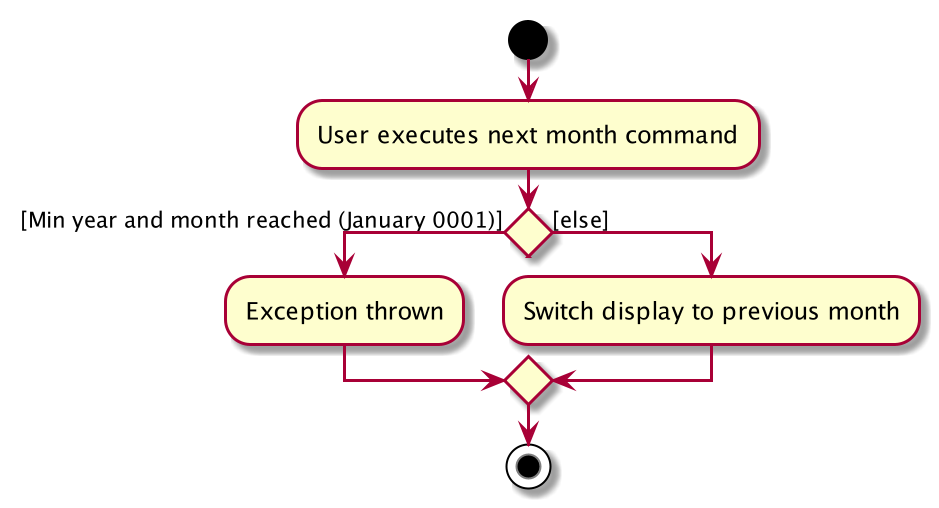 User executes next month command
[Min year and month reached (January 0001)]
[else]
Exception thrown
Switch display to previous month